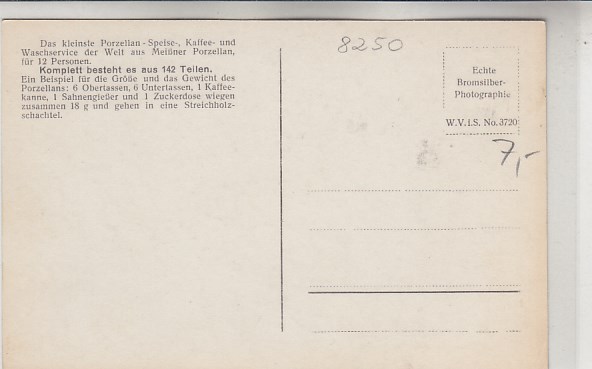 Das kleinste Porzellan-Speise-, Kaffee- und
Waschservice der Welt aus Meißner Porzellan,
für 12 Personen.
Komplett besteht es aus 142 Teilen.
Ein Beispiel für die Größe und das Gewicht des
Porzellans: 6 Obertassen, 6 Untertassen, 1 Kaffee-
kanne, 1 Sahnengießer und 1 Zuckerdose wiegen
zusammen 18 g und gehen in eine Streichholz-
schachtel.
8250
Echte
Bromsilber-
Photographie
W.V.i.S. No. 3720
7,-